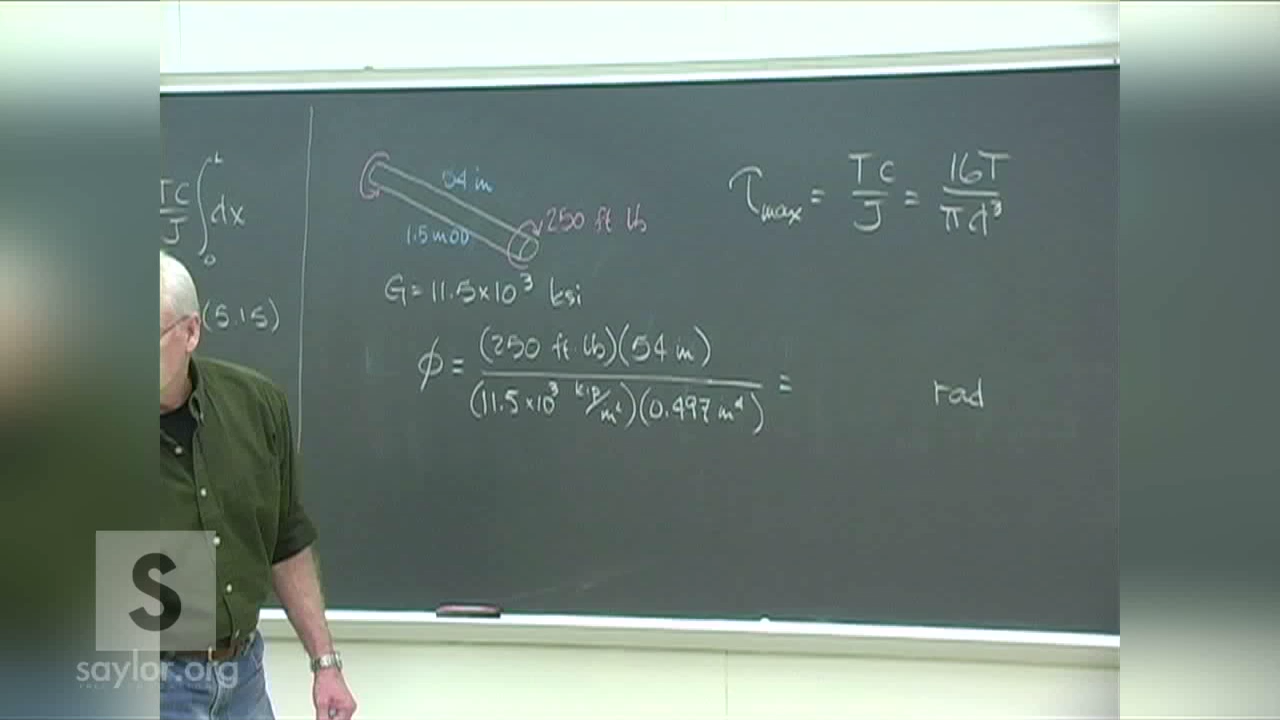 TC/J ∫₀ᴸ dx
(5.15)
54 in
1.5 in OD
250 ft lb
G = 11.5×10³ ksi
ϕ = (250 ft lb)(54 in) / (11.5×10³ kip/in²)(0.497 in⁴) = rad
τmax = TC/J = 16T/πd³
S
saylor.org